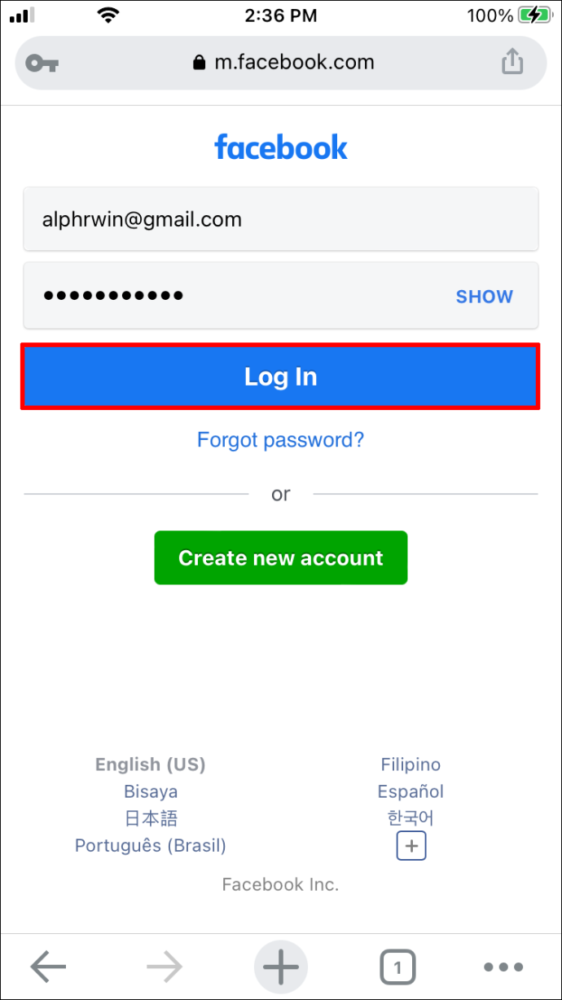 2:36 PM
100%
m.facebook.com
facebook
alphrwin@gmail.com
••••••••••• SHOW
Log In
Forgot password?
or
Create new account
English (US) Filipino
Bisaya Español
日本語 한국어
Português (Brasil) +
Facebook Inc.
1